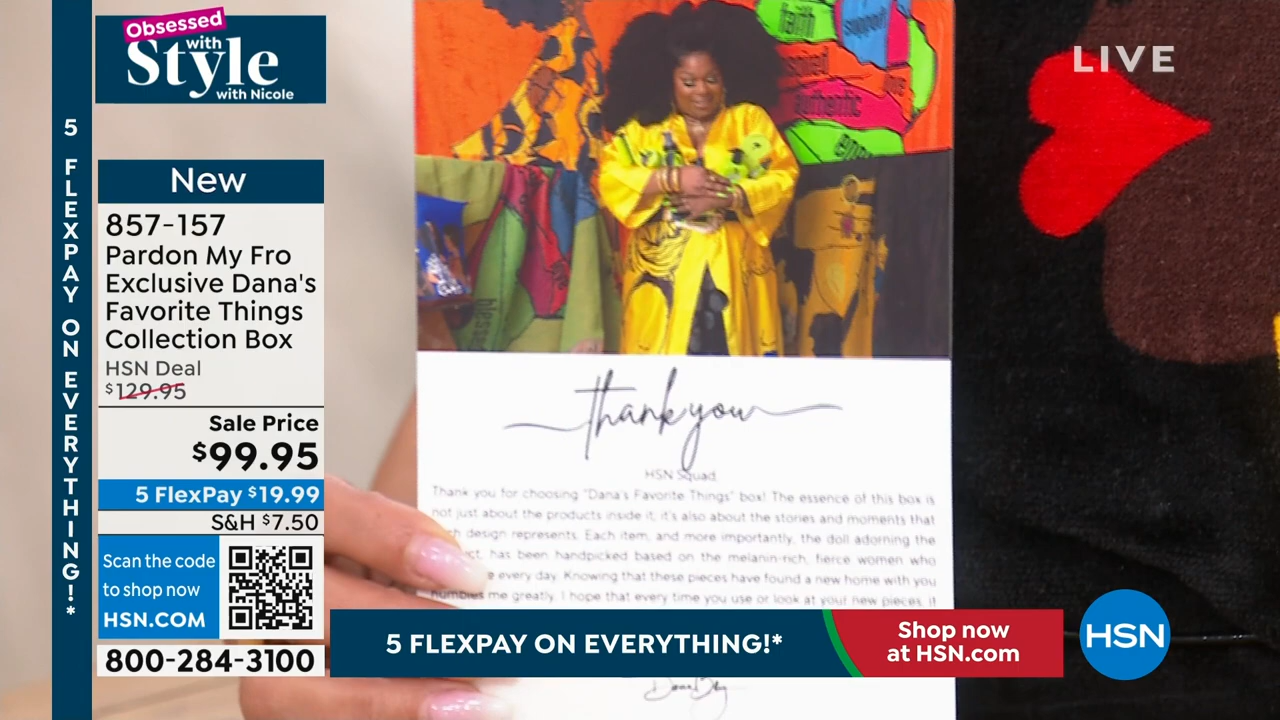 Obsessed
with
Style
with Nicole
LIVE
5 FLEXPAY ON EVERYTHING!*
New
857-157
Pardon My Fro
Exclusive Dana's
Favorite Things
Collection Box
HSN Deal
$129.95
Sale Price
$99.95
5 FlexPay $19.99
S&H $7.50
Scan the code
to shop now
HSN.COM
800-284-3100
faith
support
authentic
blessed
thank you
HSN Squad,
Thank you for choosing "Dana's Favorite Things" box! The essence of this box is
not just about the products inside it; it's also about the stories and moments that
design represents. Each item, and more importantly, the doll adorning the
has been handpicked based on the melanin-rich, fierce women who
every day. Knowing that these pieces have found a new home with you
humbles me greatly. I hope that every time you use or look at your new pieces, it
5 FLEXPAY ON EVERYTHING!*
Shop now
at HSN.com
HSN